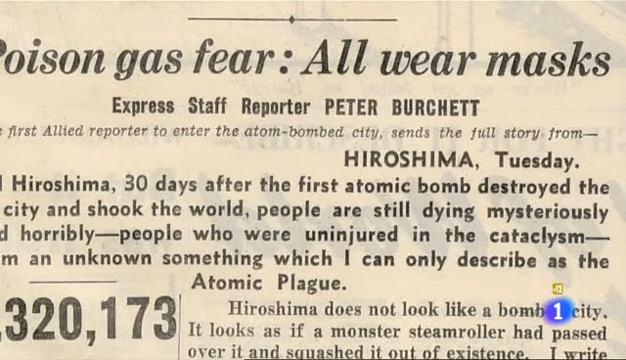 Poison gas fear: All wear masks
Express Staff Reporter PETER BURCHETT
first Allied reporter to enter the atom-bombed city, sends the full story from—
HIROSHIMA, Tuesday.
Hiroshima, 30 days after the first atomic bomb destroyed the
city and shook the world, people are still dying mysteriously
horribly—people who were uninjured in the cataclysm—
an unknown something which I can only describe as the
Atomic Plague.
,320,173
Hiroshima does not look like a bomb city.
It looks as if a monster steamroller had passed
over it and squashed it out of existence. write
1